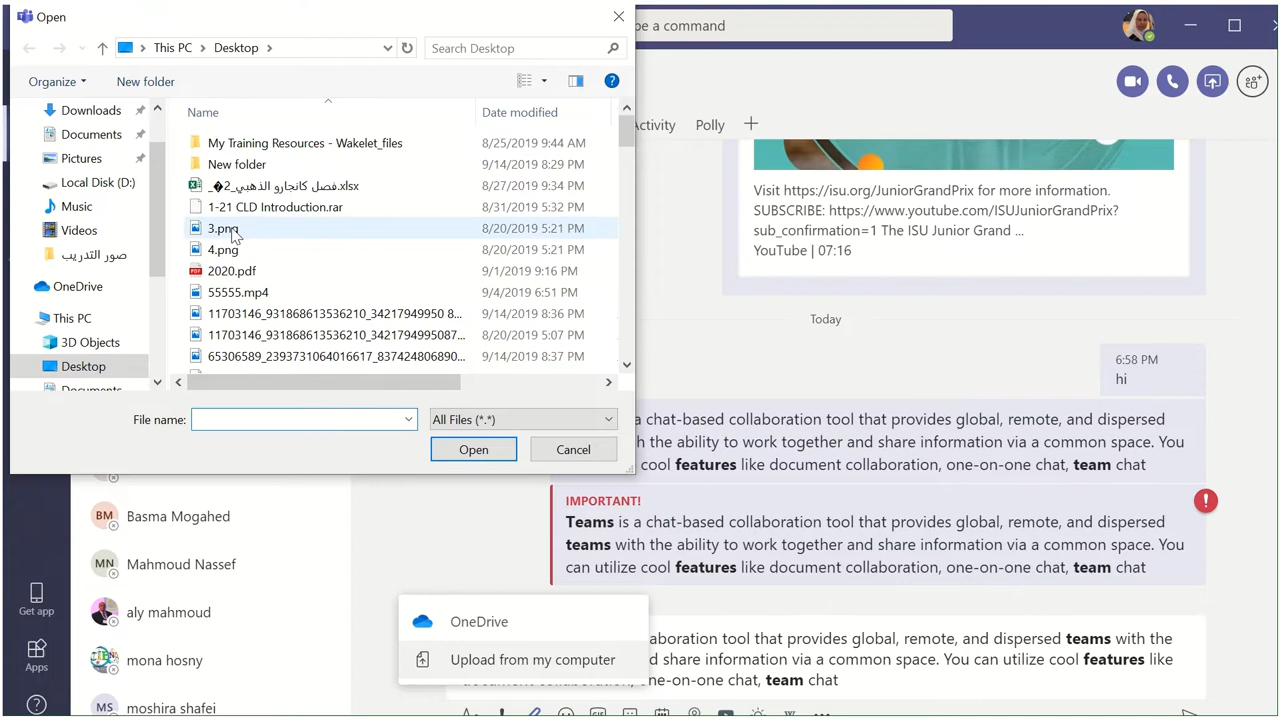 Open
This PC > Desktop >
Search Desktop
Organize
New folder
Downloads
Documents
Pictures
Local Disk (D:)
Music
Videos
صور التدريب
OneDrive
This PC
3D Objects
Desktop
Name
Date modified
My Training Resources - Wakelet_files 8/25/2019 9:44 AM
New folder 9/14/2019 8:29 PM
فصل كانجارو الذهبي_2�_.xlsx 8/27/2019 9:34 PM
1-21 CLD Introduction.rar 8/31/2019 5:32 PM
3.png 8/20/2019 5:21 PM
4.png 8/20/2019 5:21 PM
2020.pdf 9/1/2019 9:16 PM
55555.mp4 9/4/2019 6:51 PM
11703146_931868613536210_34217949950 8... 9/14/2019 8:36 PM
11703146_931868613536210_34217949950­87... 8/20/2019 5:07 PM
65306589_2393731064016617_837424806890... 9/14/2019 8:37 PM
File name:
All Files (*.*)
Open
Cancel
be a command
Activity
Polly
Visit https://isu.org/JuniorGrandPrix for more information.
SUBSCRIBE: https://www.youtube.com/ISUJuniorGrandPrix?
sub_confirmation=1 The ISU Junior Grand ...
YouTube | 07:16
Today
6:58 PM
hi
a chat-based collaboration tool that provides global, remote, and dispersed
the ability to work together and share information via a common space. You
cool features like document collaboration, one-on-one chat, team chat
IMPORTANT!
Teams is a chat-based collaboration tool that provides global, remote, and dispersed
teams with the ability to work together and share information via a common space. You
can utilize cool features like document collaboration, one-on-one chat, team chat
BM Basma Mogahed
MN Mahmoud Nassef
aly mahmoud
mona hosny
MS moshira shafei
Get app
Apps
OneDrive
Upload from my computer
aboration tool that provides global, remote, and dispersed teams with the
d share information via a common space. You can utilize cool features like
one-on-one chat, team chat